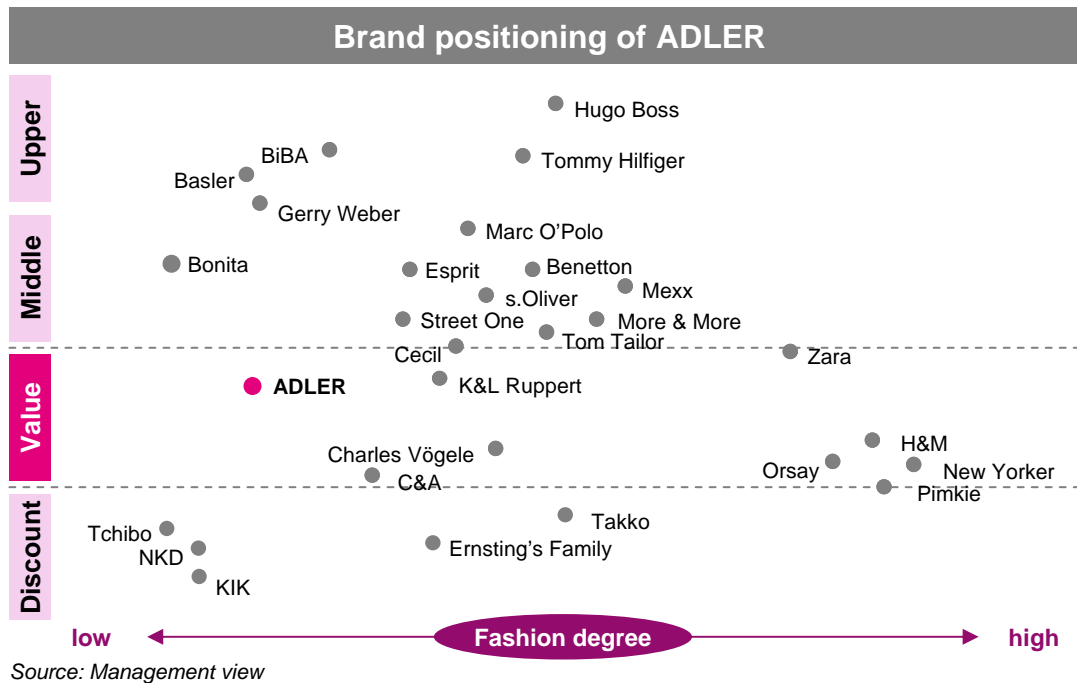 Brand positioning of ADLER
Upper
Hugo Boss
BiBA
Tommy Hilfiger
Basler
Gerry Weber
Middle
Marc O’Polo
Bonita
Esprit
Benetton
Mexx
s.Oliver
Street One
More & More
Tom Tailor
Cecil
Zara
Value
ADLER
K&L Ruppert
H&M
Charles Vögele
Orsay
New Yorker
C&A
Pimkie
Discount
Takko
Tchibo
Ernsting’s Family
NKD
KIK
low
Fashion degree
high
Source: Management view